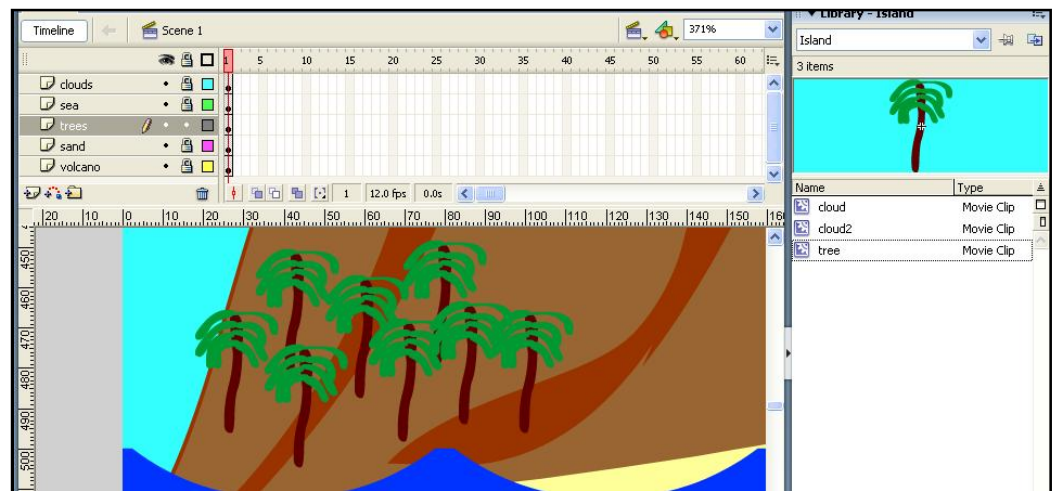 Timeline
Scene 1
371%
1 5 10 15 20 25 30 35 40 45 50 55 60
clouds
sea
trees
sand
volcano
1 12.0 fps 0.0s
20 10 0 10 20 30 40 50 60 70 80 90 100 110 120 130 140 150 160
450
460
470
480
490
500
Library - Island
Island
3 items
Name Type
cloud Movie Clip
cloud2 Movie Clip
tree Movie Clip